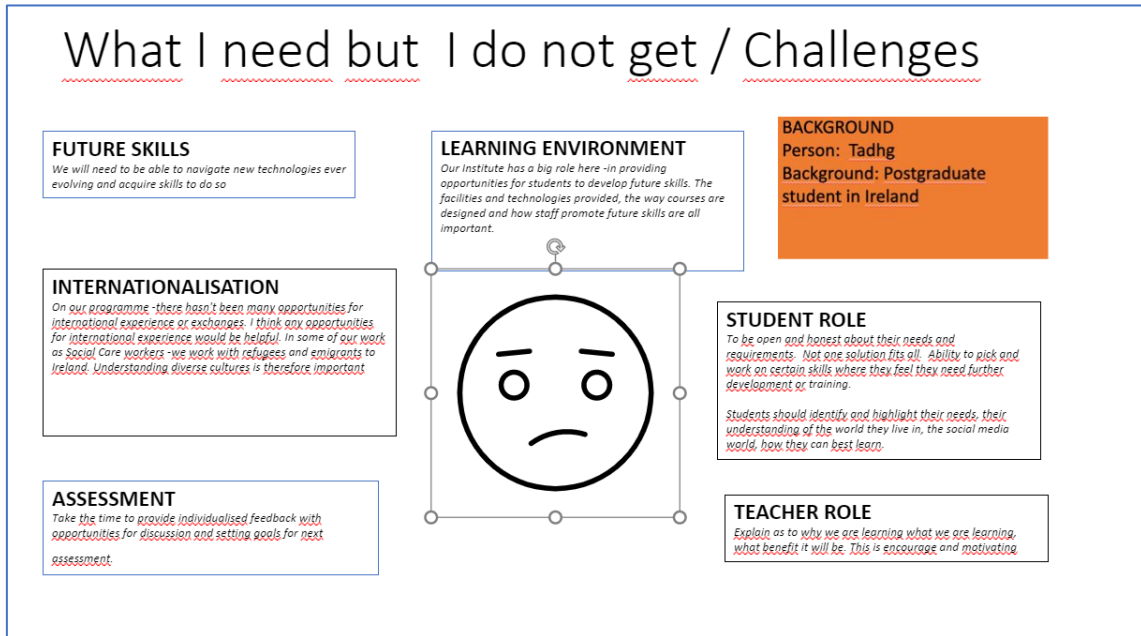 What I need but  I do not get / Challenges
FUTURE SKILLS
We will need to be able to navigate new technologies ever
evolving and acquire skills to do so
LEARNING ENVIRONMENT
Our Institute has a big role here -in providing
opportunities for students to develop future skills. The
facilities and technologies provided, the way courses are
designed and how staff promote future skills are all
important.
BACKGROUND
Person:  Tadhg
Background: Postgraduate
student in Ireland
INTERNATIONALISATION
On our programme -there hasn't been many opportunities for
international experience or exchanges. I think any opportunities
for international experience would be helpful. In some of our work
as Social Care workers -we work with refugees and emigrants to
Ireland. Understanding diverse cultures is therefore important
STUDENT ROLE
To be open and honest about their needs and
requirements.  Not one solution fits all.  Ability to pick and
work on certain skills where they feel they need further
development or training.
Students should identify and highlight their needs, their
understanding of the world they live in, the social media
world, how they can best learn.
ASSESSMENT
Take the time to provide individualised feedback with
opportunities for discussion and setting goals for next
assessment.
TEACHER ROLE
Explain as to why we are learning what we are learning,
what benefit it will be. This is encourage and motivating